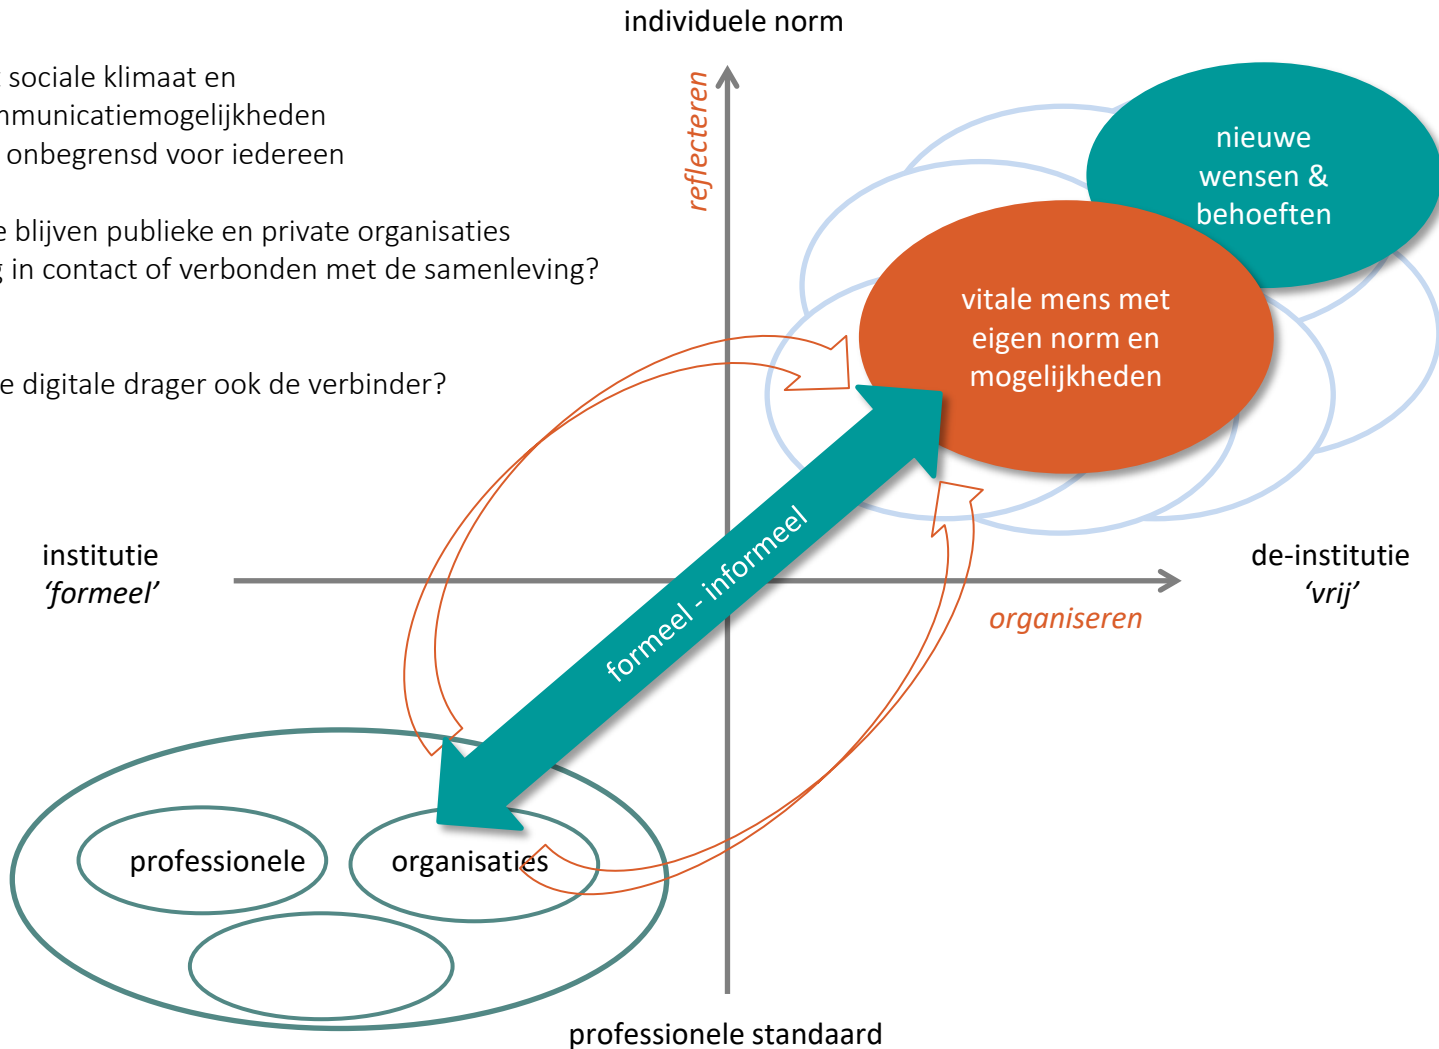 individuele norm
sociale klimaat en
mmunicatiemogelijkheden
onbegrensd voor iedereen
blijven publieke en private organisaties
in contact of verbonden met de samenleving?
digitale drager ook de verbinder?
reflecteren
nieuwe
wensen &
behoeften
vitale mens met
eigen norm en
mogelijkheden
formeel - informeel
institutie
‘formeel’
de-institutie
‘vrij’
organiseren
professionele
organisaties
professionele standaard